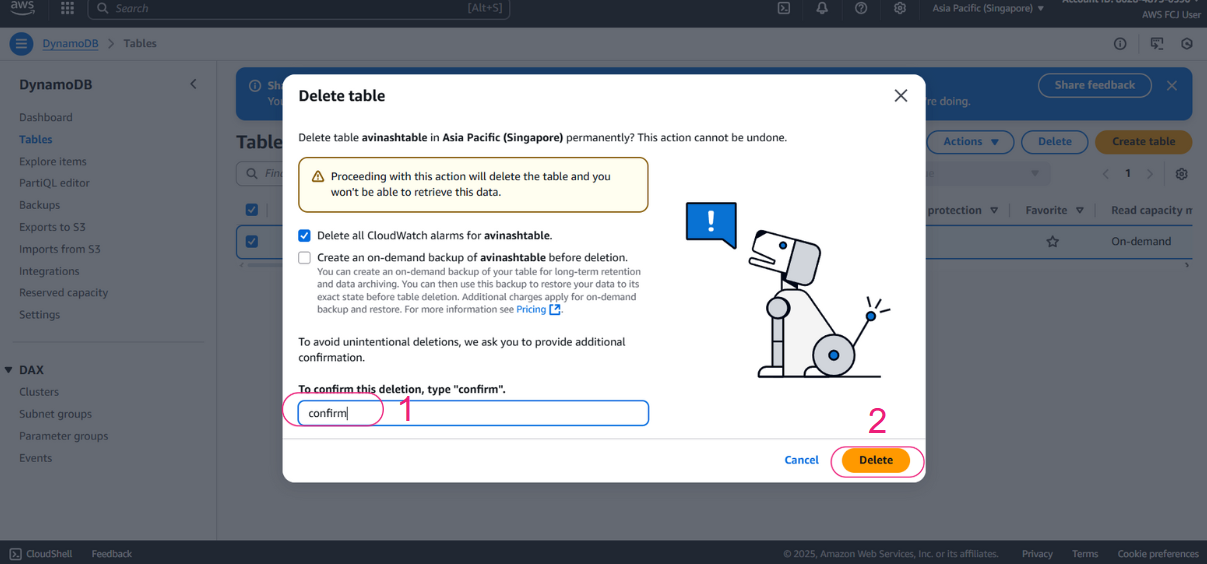 aws
Search
[Alt+S]
Asia Pacific (Singapore)
AWS FCJ User
DynamoDB > Tables
DynamoDB
Dashboard
Tables
Explore items
PartiQL editor
Backups
Exports to S3
Imports from S3
Integrations
Reserved capacity
Settings
DAX
Clusters
Subnet groups
Parameter groups
Events
Share feedback
re doing.
Table
Actions
Delete
Create table
1
protection
Favorite
Read capacity m
On-demand
Delete table
Delete table avinashtable in Asia Pacific (Singapore) permanently? This action cannot be undone.
Proceeding with this action will delete the table and you
won't be able to retrieve this data.
!
Delete all CloudWatch alarms for avinashtable.
Create an on-demand backup of avinashtable before deletion.
You can create an on-demand backup of your table for long-term retention
and data archiving. You can then use this backup to restore your data to its
exact state before table deletion. Additional charges apply for on-demand
backup and restore. For more information see Pricing.
To avoid unintentional deletions, we ask you to provide additional
confirmation.
To confirm this deletion, type "confirm".
confirm
1
2
Cancel
Delete
CloudShell
Feedback
© 2025, Amazon Web Services, Inc. or its affiliates.
Privacy
Terms
Cookie preferences